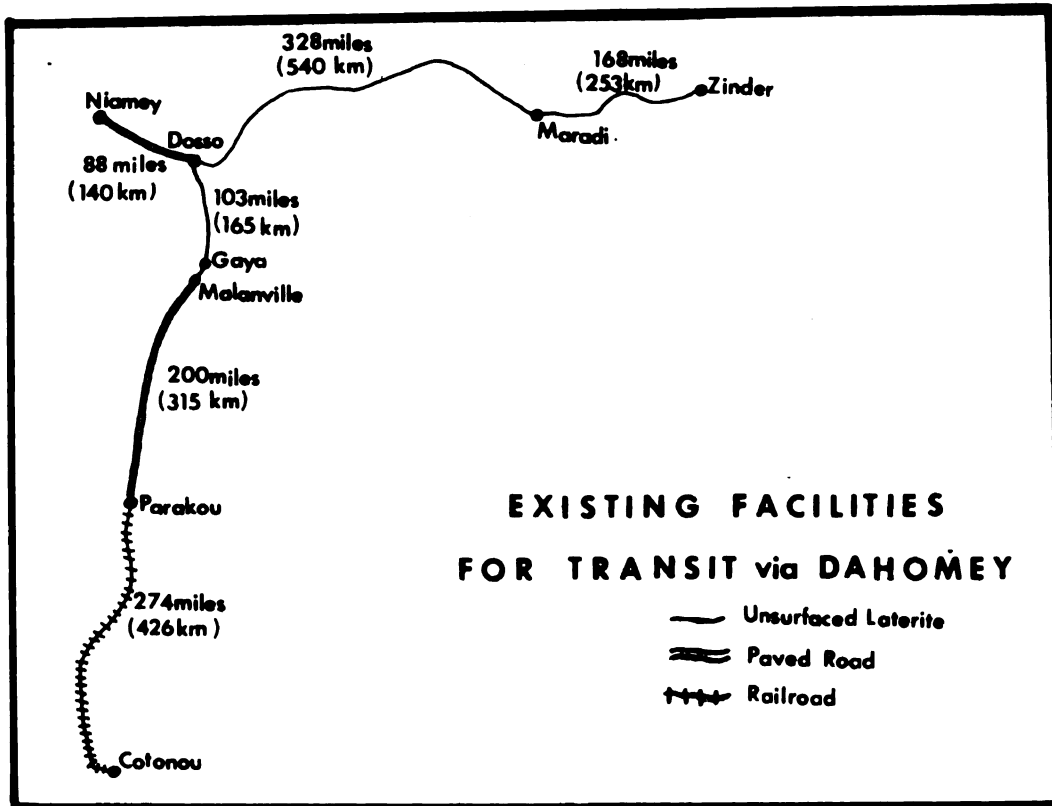 328miles
(540 km)
168miles
(253km)
Zinder
Niamey
Maradi
Dosso
88 miles
(140 km)
103miles
(165 km)
Gaya
Malanville
200miles
(315 km)
Parakou
EXISTING FACILITIES
FOR TRANSIT via DAHOMEY
274miles
(426km)
Unsurfaced Laterite
Paved Road
Railroad
Cotonou